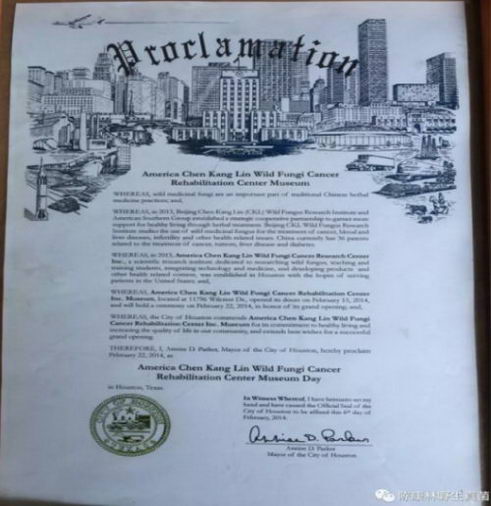 Proclamation
America Chen Kang Lin Wild Fungi Cancer
Rehabilitation Center Museum
WHEREAS, wild medicinal fungi are an important part of traditional Chinese herbal
medicine practices; and,
WHEREAS, in 2013, Beijing Chen Kang Lin (CKL) Wild Fungus Research Institute and
American Southern Group established a strategic cooperative partnership to garner more
support for healthy living through herbal treatment. Beijing CKL Wild Fungus Research
Institute studies the use of wild medicinal fungus for the treatment of cancer, blood and
liver diseases, infertility and other health related issues. China currently has 36 patents
related to the treatment of cancer, tumors, liver disease and diabetes.
WHEREAS, in 2013, America Chen Kang Lin Wild Fungi Cancer Research Center
Inc., a scientific research institute dedicated to researching wild fungus, teaching and
training students, integrating technology and medicine, and developing products and
other health related content, was established in Houston with the hopes of serving
patients in the United States; and,
WHEREAS, America Chen Kang Lin Wild Fungi Cancer Rehabilitation Center
Inc. Museum, located at 11796 Wilcrest Dr., opened its doors on February 11, 2014,
and will hold a ceremony on February 22, 2014, in honor of its grand opening; and,
WHEREAS, the City of Houston commends America Chen Kang Lin Wild Fungi
Cancer Rehabilitation Center Inc. Museum for its commitment to healthy living and
increasing the quality of life in our community, and extends best wishes for a successful
grand opening.
THEREFORE, I, Annise D. Parker, Mayor of the City of Houston, hereby proclaim
February 22, 2014, as
America Chen Kang Lin Wild Fungi Cancer
Rehabilitation Center Museum Day
in Houston, Texas.
In Witness Whereof, I have hereunto set my
hand and have caused the Official Seal of the
City of Houston to be affixed this 6th day of
February, 2014.
Annise D. Parker
Annise D. Parker
Mayor of the City of Houston
CITY OF HOUSTON
TEXAS
陈康林野生真菌